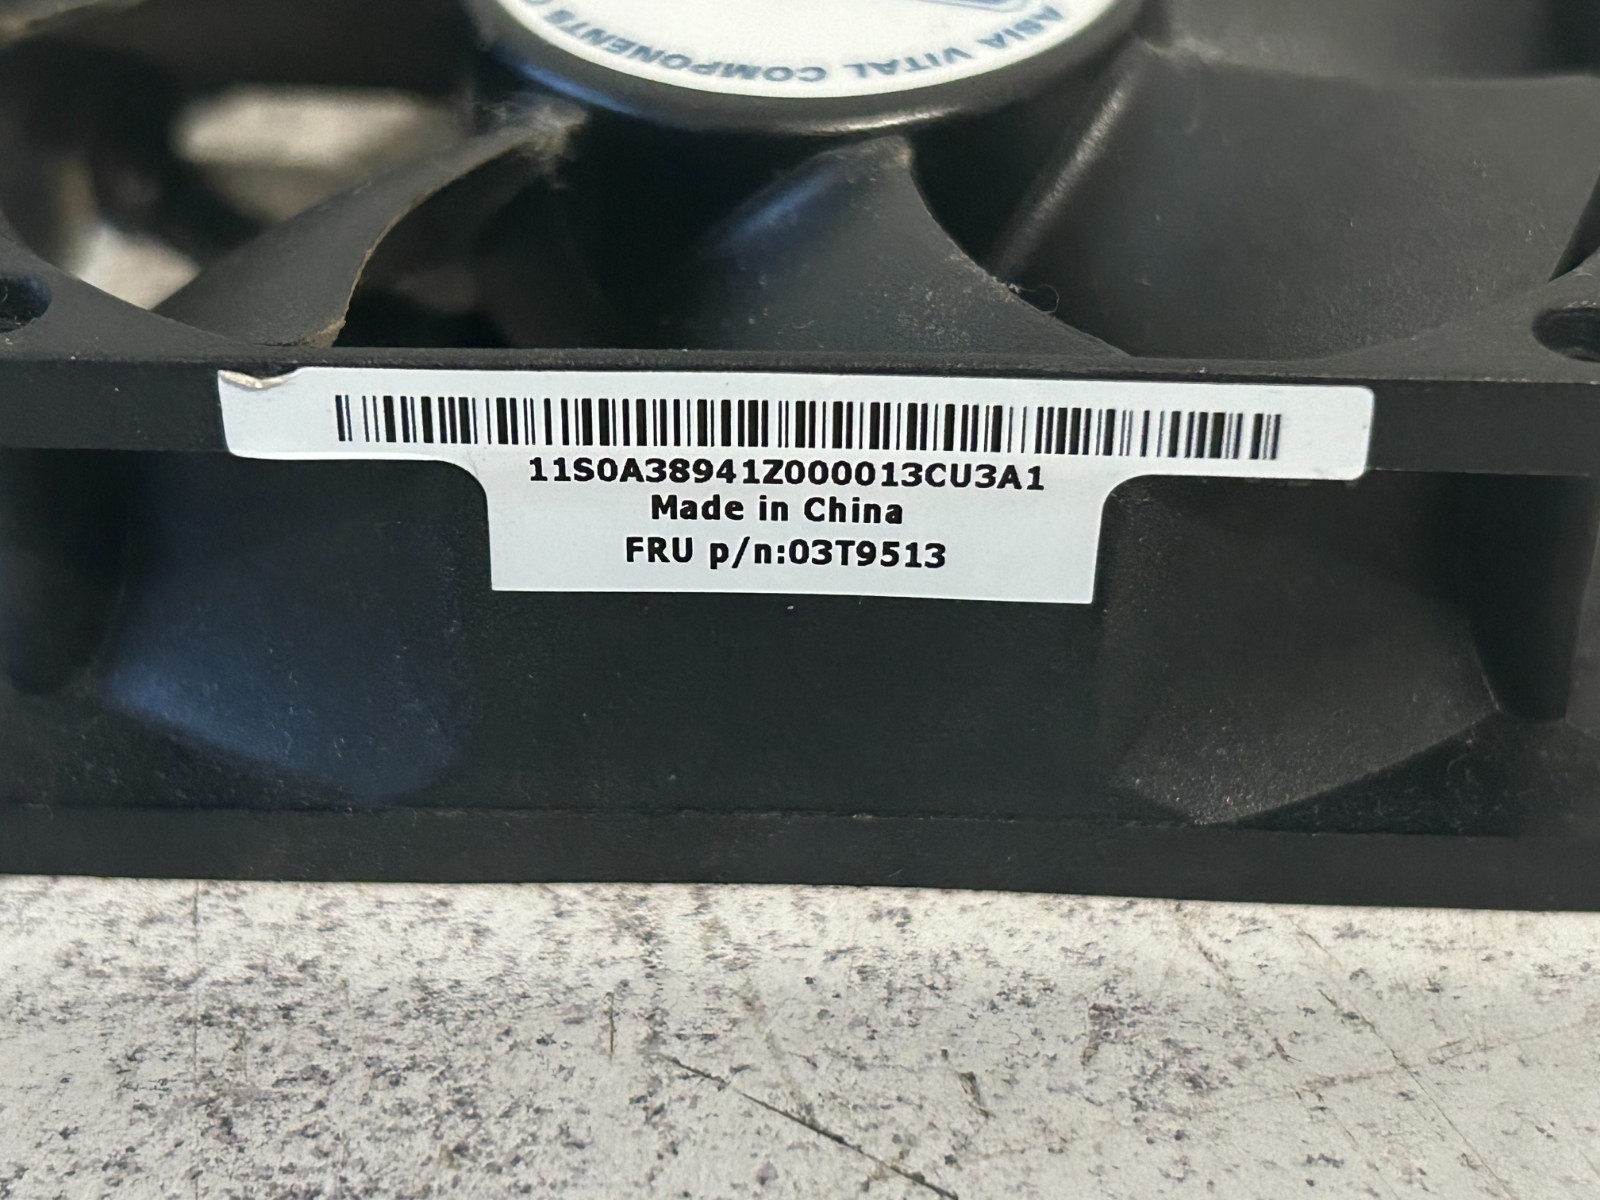 ASIA VITAL COMPONENTS
11S0A38941Z000013CU3A1
Made in China
FRU p/n:03T9513